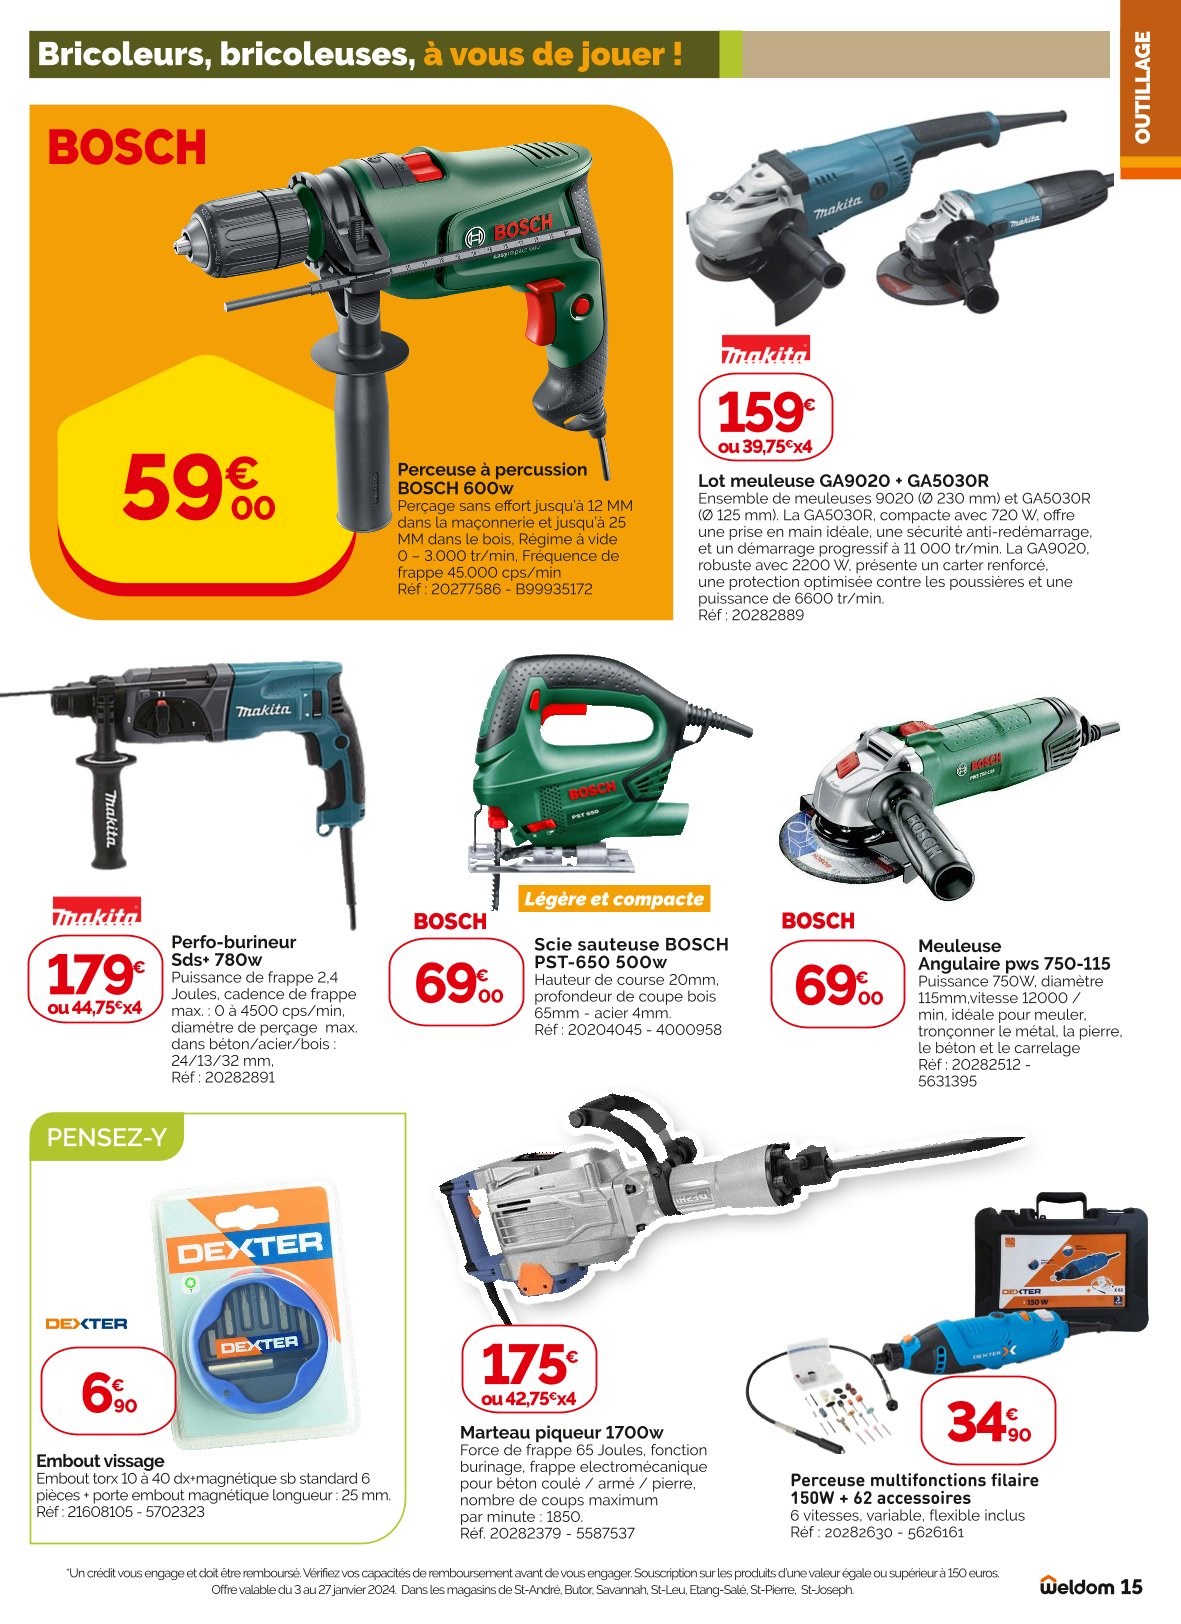 Bricoleurs, bricoleuses, à vous de jouer !
OUTILLAGE
BOSCH
BOSCH
59€00
Perceuse à percussion
BOSCH 600w
Perçage sans effort jusqu'à 12 MM
dans la maçonnerie et jusqu'à 25
MM dans le bois, Régime à vide
0 – 3.000 tr/min, Fréquence de
frappe 45.000 cps/min
Réf : 20277586 - B99935172
makita
makita
makita
159€
ou 39,75€x4
Lot meuleuse GA9020 + GA5030R
Ensemble de meuleuses 9020 (Ø 230 mm) et GA5030R
(Ø 125 mm). La GA5030R, compacte avec 720 W, offre
une prise en main idéale, une sécurité anti-redémarrage,
et un démarrage progressif à 11 000 tr/min. La GA9020,
robuste avec 2200 W, présente un carter renforcé,
une protection optimisée contre les poussières et une
puissance de 6600 tr/min.
Réf : 20282889
makita
makita
makita
179€
ou 44,75€x4
Perfo-burineur
Sds+ 780w
Puissance de frappe 2,4
Joules, cadence de frappe
max. : 0 à 4500 cps/min,
diamètre de perçage max.
dans béton/acier/bois :
24/13/32 mm,
Réf : 20282891
BOSCH
PST 650
Légère et compacte
BOSCH
69€00
Scie sauteuse BOSCH
PST-650 500w
Hauteur de course 20mm,
profondeur de coupe bois
65mm - acier 4mm.
Réf : 20204045 - 4000958
BOSCH
BOSCH
BOSCH
69€00
Meuleuse
Angulaire pws 750-115
Puissance 750W, diamètre
115mm,vitesse 12000 /
min, idéale pour meuler,
tronçonner le métal, la pierre,
le béton et le carrelage
Réf : 20282512 -
5631395
PENSEZ-Y
DEXTER
DEXTER
DEXTER
6€90
Embout vissage
Embout torx 10 à 40 dx+magnétique sb standard 6
pièces + porte embout magnétique longueur : 25 mm.
Réf : 21608105 - 5702323
175€
ou 42,75€x4
Marteau piqueur 1700w
Force de frappe 65 Joules, fonction
burinage, frappe electromécanique
pour béton coulé / armé / pierre,
nombre de coups maximum
par minute : 1850.
Réf. 20282379 - 5587537
DEXTER
150 W
DEXTER
34€90
Perceuse multifonctions filaire
150W + 62 accessoires
6 vitesses, variable, flexible inclus
Réf : 20282630 - 5626161
*Un crédit vous engage et doit être remboursé. Vérifiez vos capacités de remboursement avant de vous engager. Souscription sur les produits d'une valeur égale ou supérieur à 150 euros.
Offre valable du 3 au 27 janvier 2024. Dans les magasins de St-André, Butor, Savannah, St-Leu, Etang-Salé, St-Pierre, St-Joseph.
weldom 15